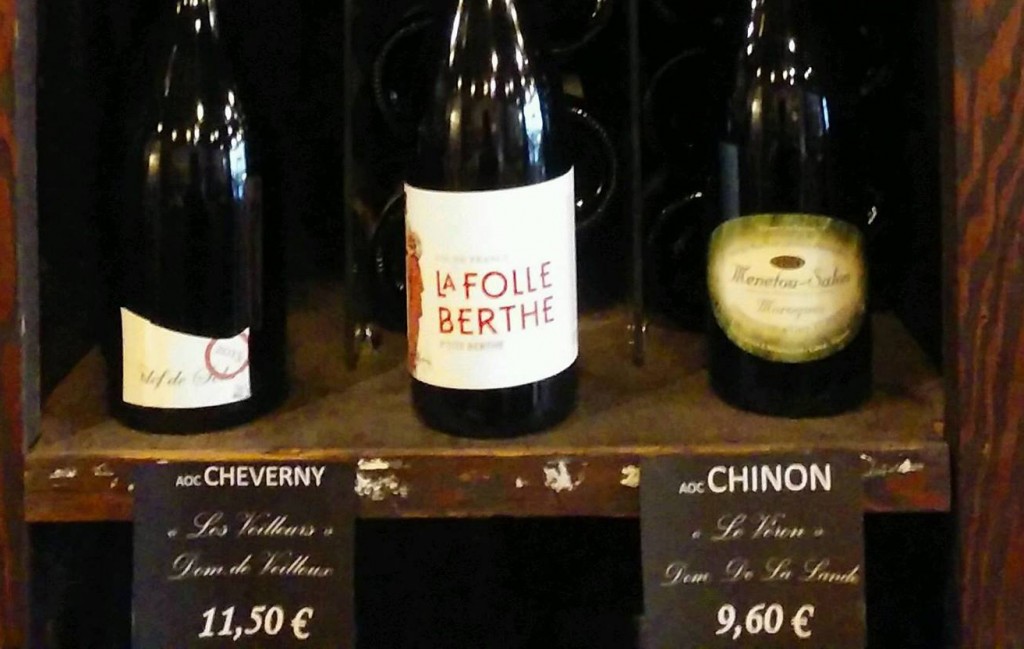 2013
LA FOLLE
BERTHE
Menetou-Salon
AOC CHEVERNY
« Les Veilleurs »
Dom. de Veilloux
11,50 €
AOC CHINON
« Le Véron »
Dom. De La Lande
9,60 €